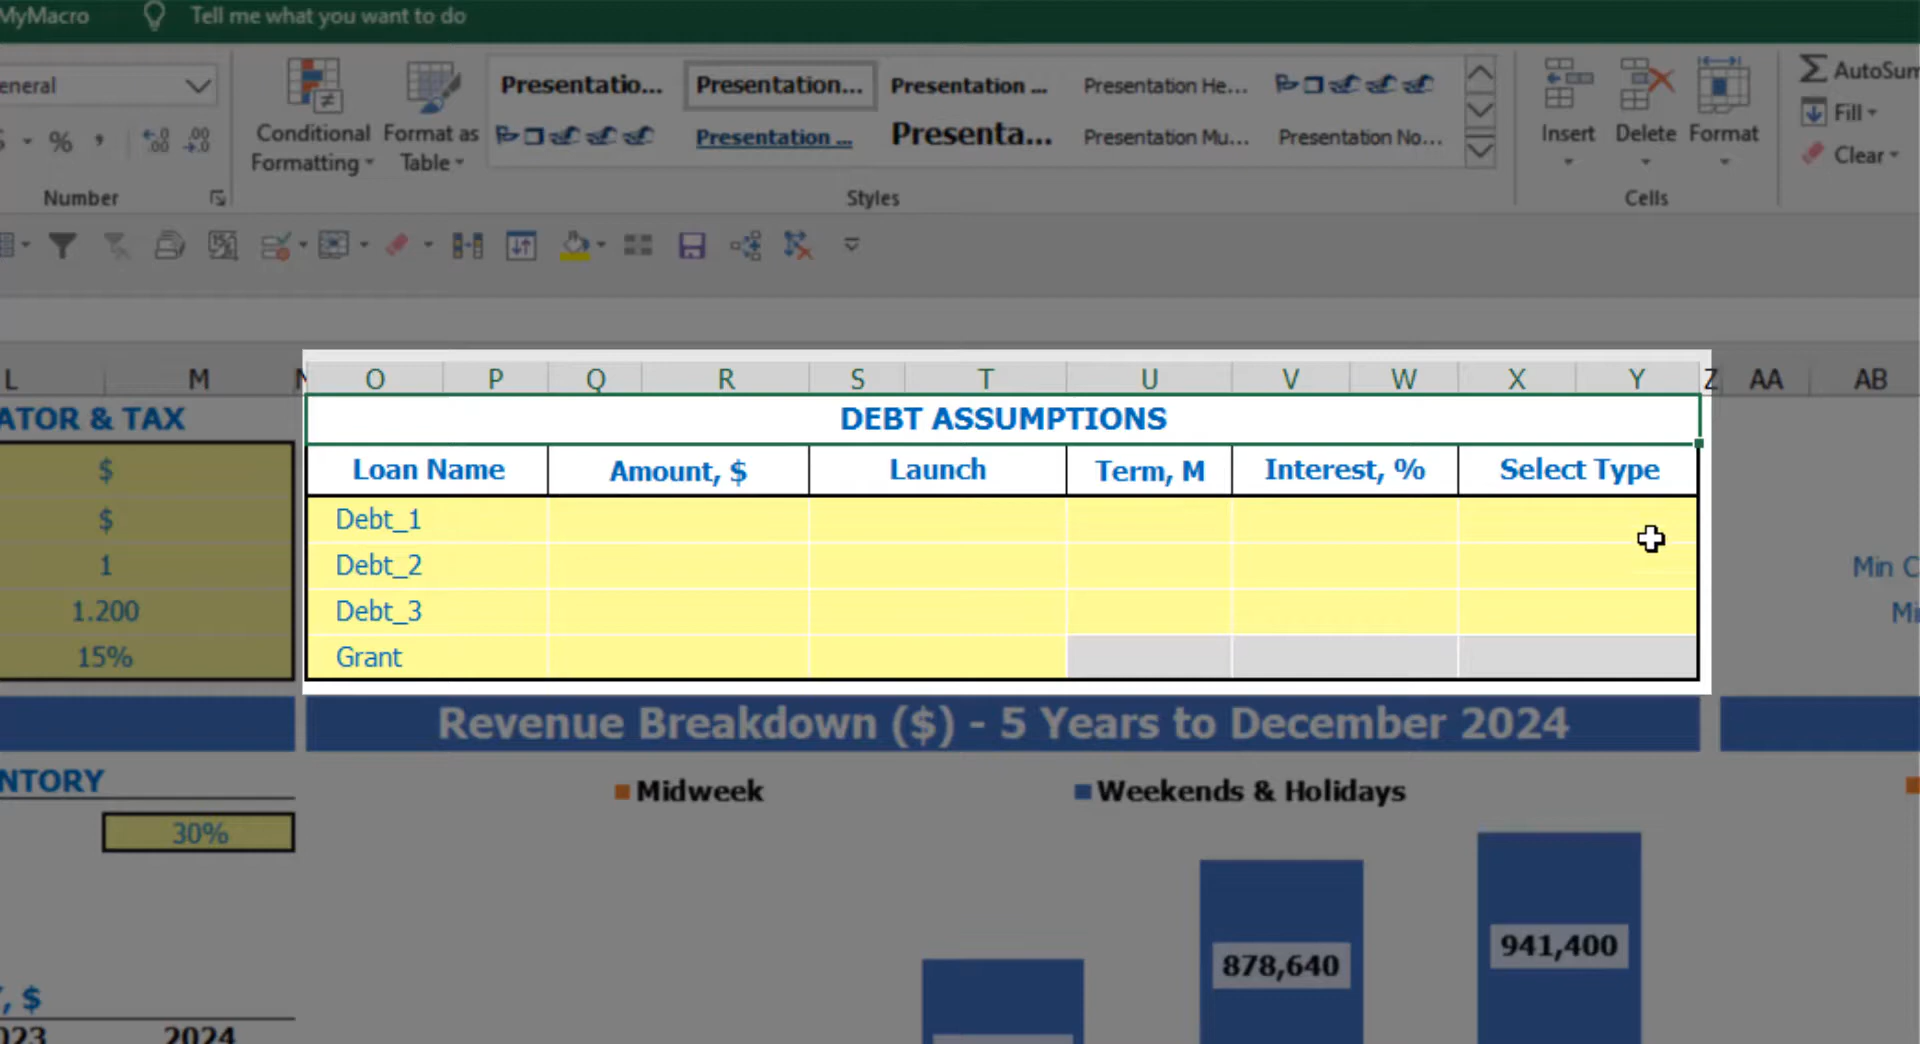 MyMacro Tell me what you want to do
eneral
Conditional Formatting
Format as Table
Presentatio... Presentation... Presentation ... Presentation He...
Presentation ... Presenta... Presentation Mu... Presentation No...
Insert Delete Format
AutoSum
Fill
Clear
% ,
Number Styles Cells
L M N O P Q R S T U V W X Y Z AA AB
ATOR & TAX DEBT ASSUMPTIONS
$ Loan Name Amount, $ Launch Term, M Interest, % Select Type
$ Debt_1
1 Debt_2 Min C
1.200 Debt_3 Mi
15% Grant
Revenue Breakdown ($) - 5 Years to December 2024
NTORY Midweek Weekends & Holidays
30%
941,400
878,640
, $
023 2024